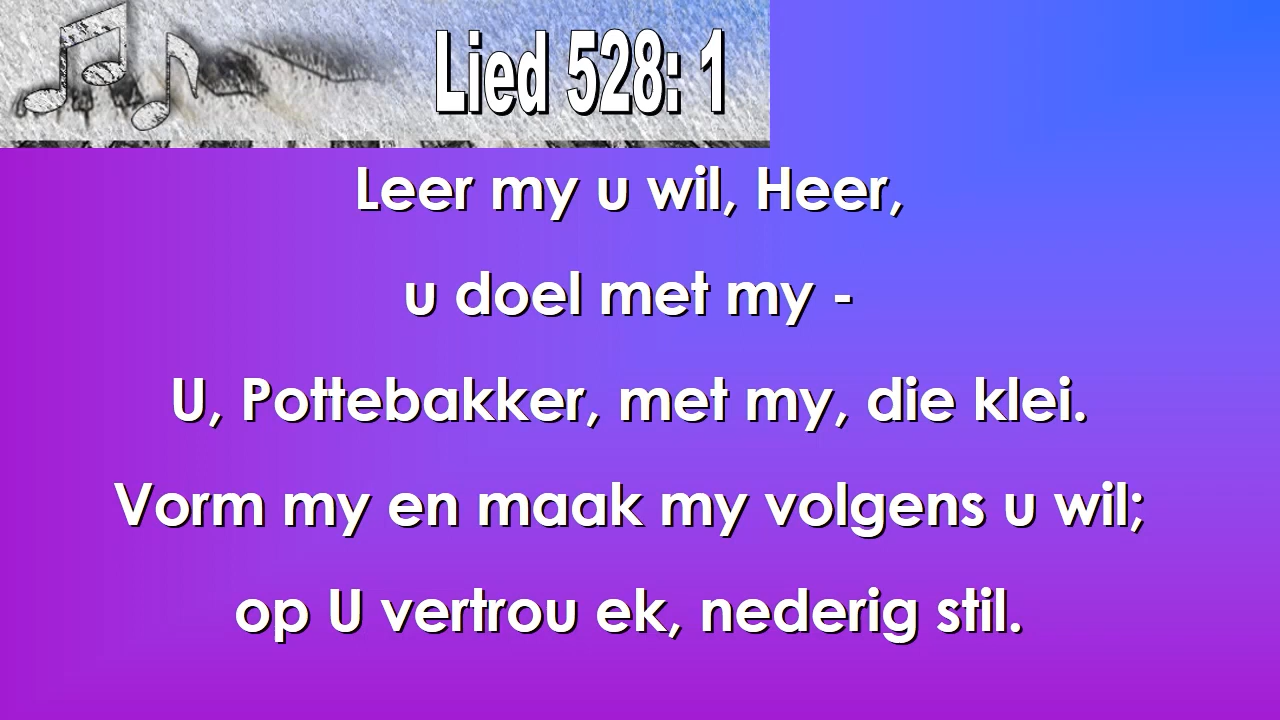 Lied 528: 1
Leer my u wil, Heer,
u doel met my -
U, Pottebakker, met my, die klei.
Vorm my en maak my volgens u wil;
op U vertrou ek, nederig stil.